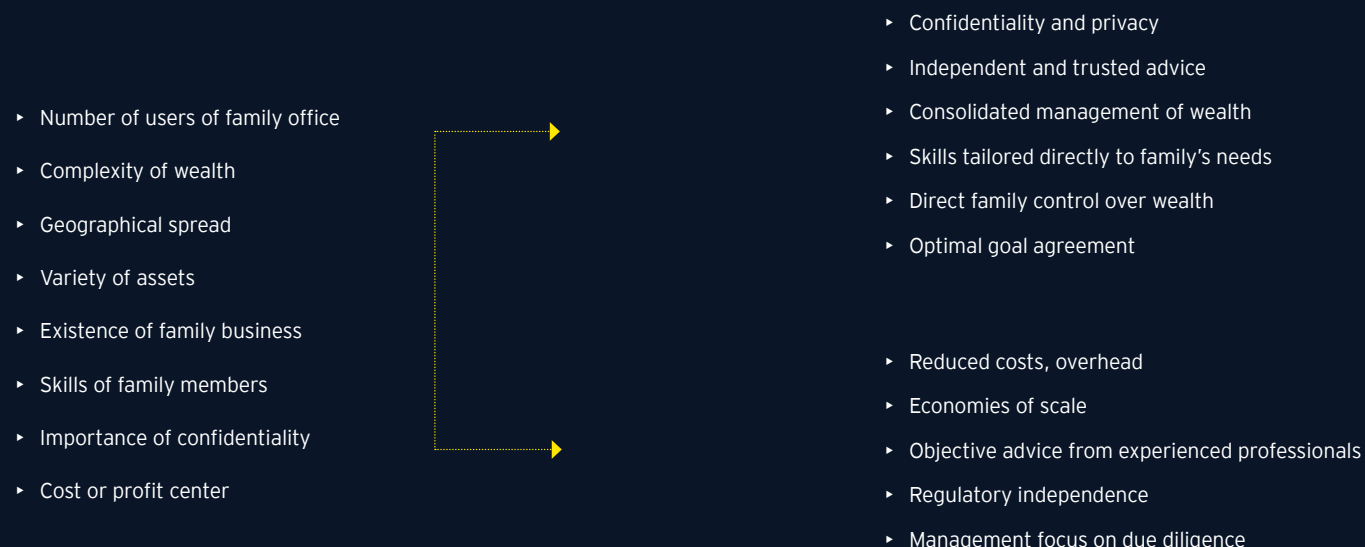 ▸ Number of users of family office
▸ Complexity of wealth
▸ Geographical spread
▸ Variety of assets
▸ Existence of family business
▸ Skills of family members
▸ Importance of confidentiality
▸ Cost or profit center
▸ Confidentiality and privacy
▸ Independent and trusted advice
▸ Consolidated management of wealth
▸ Skills tailored directly to family’s needs
▸ Direct family control over wealth
▸ Optimal goal agreement
▸ Reduced costs, overhead
▸ Economies of scale
▸ Objective advice from experienced professionals
▸ Regulatory independence
▸ Management focus on due diligence